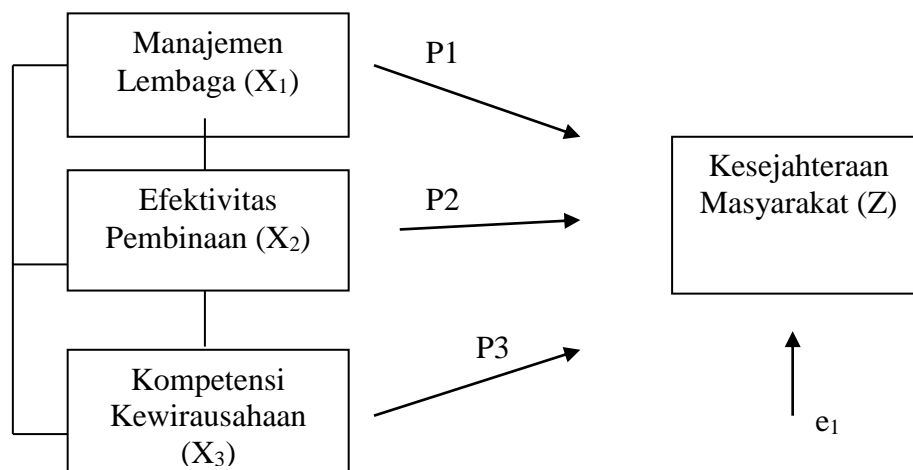 Manajemen
Lembaga (X₁)
P1
Efektivitas
Pembinaan (X₂)
P2
Kesejahteraan
Masyarakat (Z)
Kompetensi
Kewirausahaan
(X₃)
P3
e₁